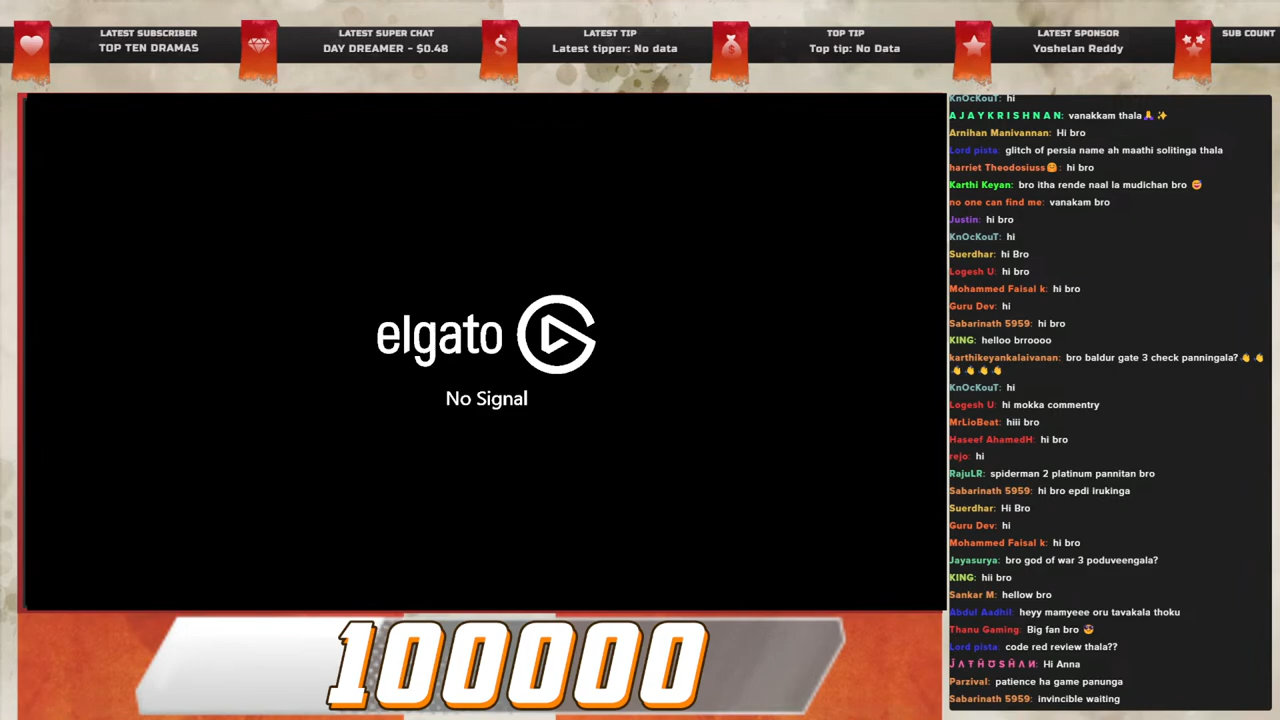 LATEST SUBSCRIBER
TOP TEN DRAMAS
LATEST SUPER CHAT
DAY DREAMER - $0.48
LATEST TIP
Latest tipper: No data
TOP TIP
Top tip: No Data
LATEST SPONSOR
Yoshelan Reddy
SUB COUNT
elgato
No Signal
100000
KnOcKouT: hi
A J A Y K R I S H N A N: vanakkam thala🙏 ✨
Arnihan Manivannan: Hi bro
Lord pista: glitch of persia name ah maathi solitinga thala
harriet Theodosiuss🤗: hi bro
Karthi Keyan: bro itha rende naal la mudichan bro 😅
no one can find me: vanakam bro
Justin: hi bro
KnOcKouT: hi
Suerdhar: hi Bro
Logesh U: hi bro
Mohammed Faisal k: hi bro
Guru Dev: hi
Sabarinath 5959: hi bro
KING: helloo brroooo
karthikeyankalaivanan: bro baldur gate 3 check panningala?👋 👋
👋 👋 👋 👋
KnOcKouT: hi
Logesh U: hi mokka commentry
MrLioBeat: hiii bro
Haseef AhamedH: hi bro
rejo: hi
RajuLR: spiderman 2 platinum pannitan bro
Sabarinath 5959: hi bro epdi irukinga
Suerdhar: Hi Bro
Guru Dev: hi
Mohammed Faisal k: hi bro
Jayasurya: bro god of war 3 poduveengala?
KING: hii bro
Sankar M: hellow bro
Abdul Aadhil: heyy mamyeee oru tavakala thoku
Thanu Gaming: Big fan bro 😍
Lord pista: code red review thala??
Hi Anna
Parzival: patience ha game panunga
Sabarinath 5959: invincible waiting